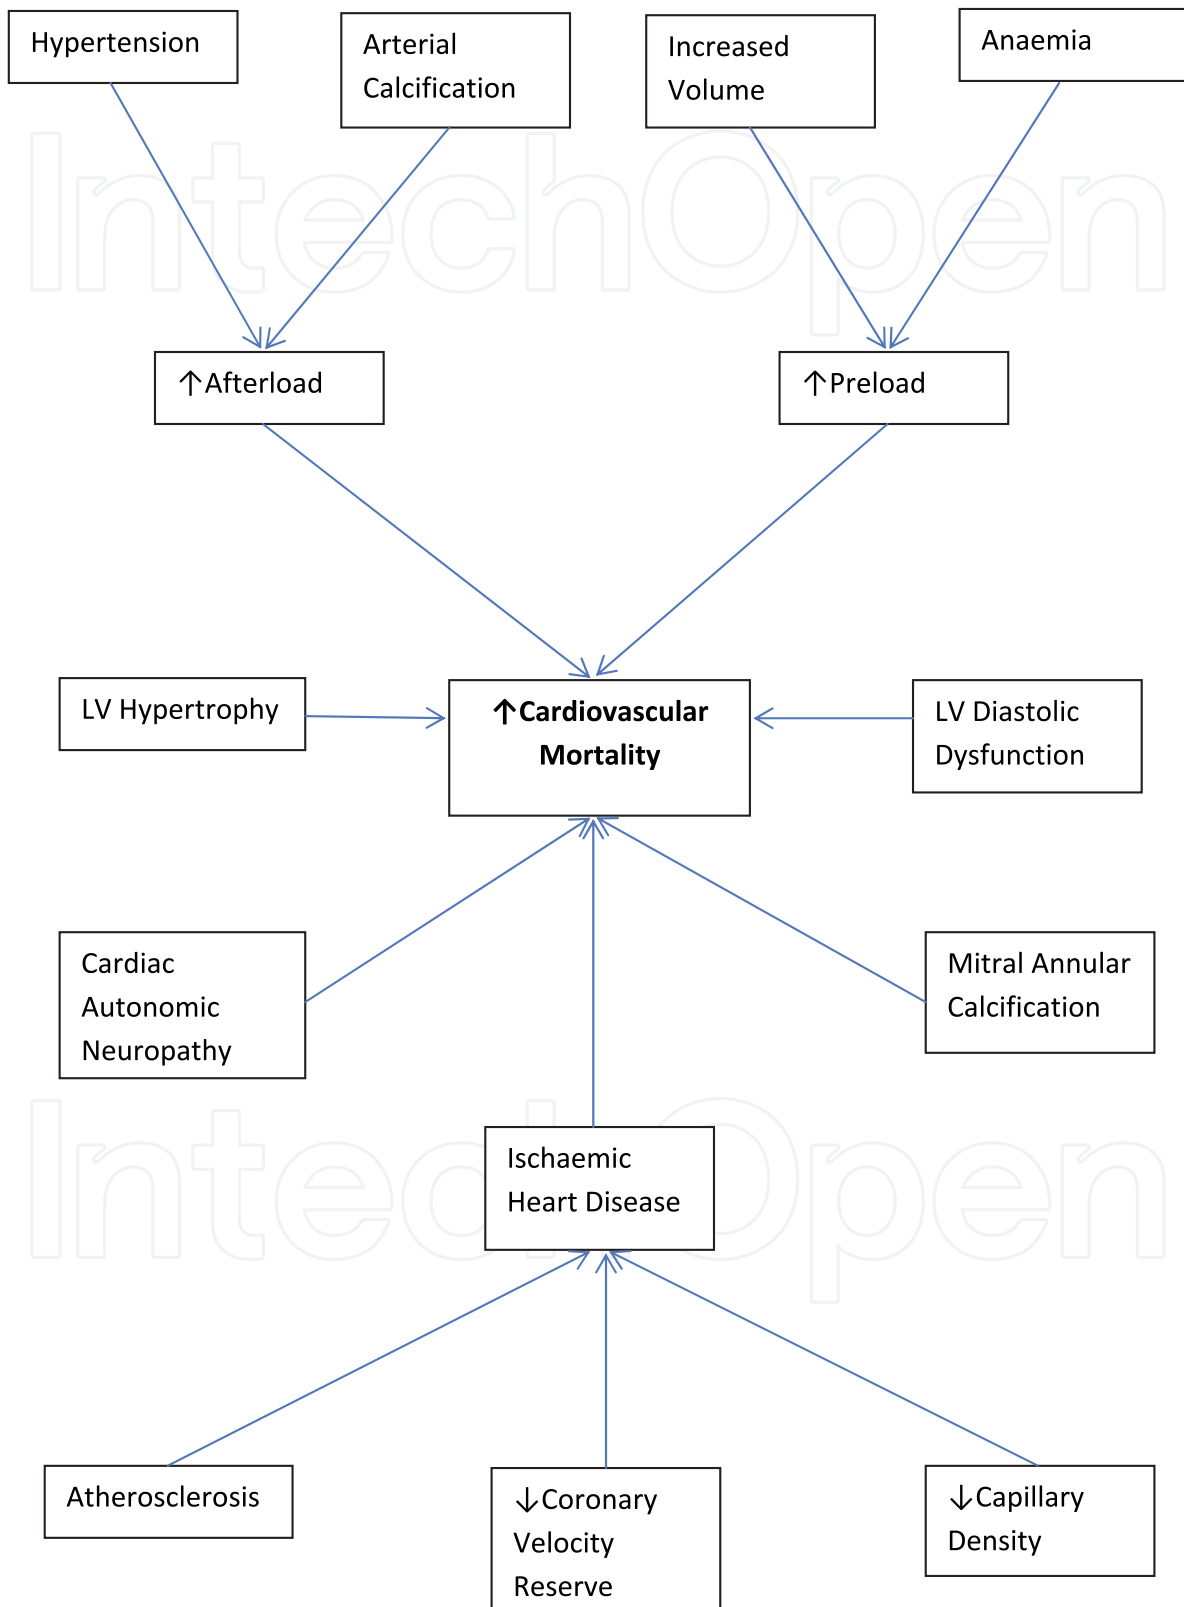 Hypertension
Arterial
Calcification
Increased
Volume
Anaemia
IntechOpen
↑Afterload
↑Preload
LV Hypertrophy
↑Cardiovascular
Mortality
LV Diastolic
Dysfunction
Cardiac
Autonomic
Neuropathy
Mitral Annular
Calcification
IntechOpen
Ischaemic
Heart Disease
Atherosclerosis
↓Coronary
Velocity
Reserve
↓Capillary
Density